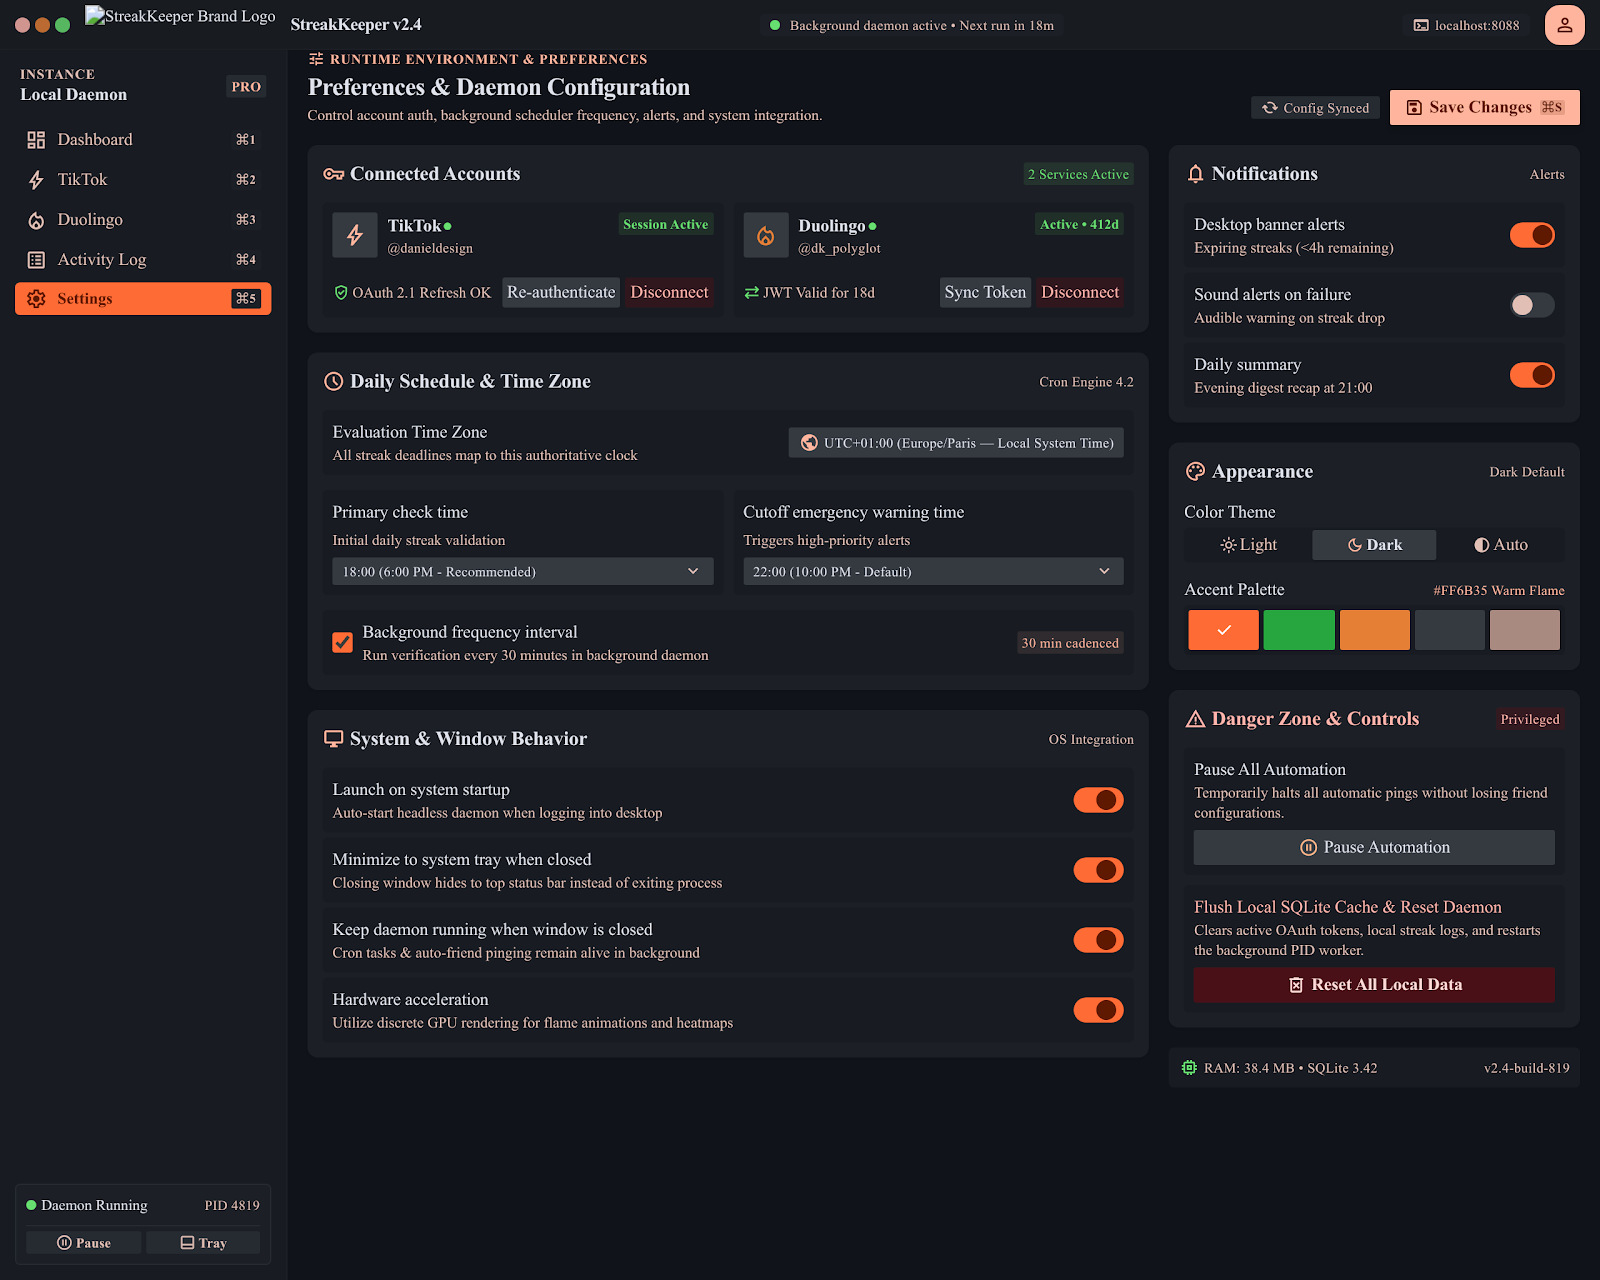 StreakKeeper Brand Logo
StreakKeeper v2.4
Background daemon active • Next run in 18m
localhost:8088
INSTANCE
Local Daemon
PRO
Dashboard ⌘1
TikTok ⌘2
Duolingo ⌘3
Activity Log ⌘4
Settings ⌘5
Daemon Running PID 4819
Pause Tray
RUNTIME ENVIRONMENT & PREFERENCES
Preferences & Daemon Configuration
Control account auth, background scheduler frequency, alerts, and system integration.
Config Synced
Save Changes ⌘S
Connected Accounts
2 Services Active
TikTok
@danieldesign
Session Active
OAuth 2.1 Refresh OK
Re-authenticate
Disconnect
Duolingo
@dk_polyglot
Active • 412d
JWT Valid for 18d
Sync Token
Disconnect
Daily Schedule & Time Zone
Cron Engine 4.2
Evaluation Time Zone
All streak deadlines map to this authoritative clock
UTC+01:00 (Europe/Paris — Local System Time)
Primary check time
Initial daily streak validation
18:00 (6:00 PM - Recommended)
Cutoff emergency warning time
Triggers high-priority alerts
22:00 (10:00 PM - Default)
Background frequency interval
Run verification every 30 minutes in background daemon
30 min cadenced
System & Window Behavior
OS Integration
Launch on system startup
Auto-start headless daemon when logging into desktop
Minimize to system tray when closed
Closing window hides to top status bar instead of exiting process
Keep daemon running when window is closed
Cron tasks & auto-friend pinging remain alive in background
Hardware acceleration
Utilize discrete GPU rendering for flame animations and heatmaps
Notifications
Alerts
Desktop banner alerts
Expiring streaks (<4h remaining)
Sound alerts on failure
Audible warning on streak drop
Daily summary
Evening digest recap at 21:00
Appearance
Dark Default
Color Theme
Light
Dark
Auto
Accent Palette
#FF6B35 Warm Flame
Danger Zone & Controls
Privileged
Pause All Automation
Temporarily halts all automatic pings without losing friend
configurations.
Pause Automation
Flush Local SQLite Cache & Reset Daemon
Clears active OAuth tokens, local streak logs, and restarts
the background PID worker.
Reset All Local Data
RAM: 38.4 MB • SQLite 3.42
v2.4-build-819